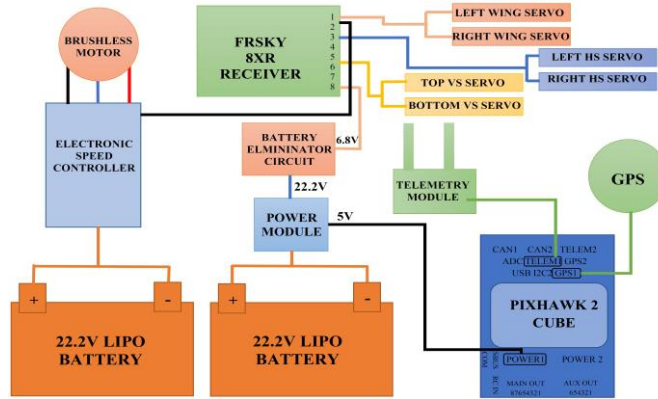 BRUSHLESS
MOTOR
FRSKY
8XR
RECEIVER
1
2
3
4
5
6
7
8
LEFT WING SERVO
RIGHT WING SERVO
LEFT HS SERVO
RIGHT HS SERVO
TOP VS SERVO
BOTTOM VS SERVO
ELECTRONIC
SPEED
CONTROLLER
BATTERY
ELMINATOR
CIRCUIT
6.8V
22.2V
POWER
MODULE
5V
TELEMETRY
MODULE
GPS
CAN1 CAN2 TELEM2
ADC TELEM1 GPS2
USB I2C2 GPS1
PIXHAWK 2
CUBE
POWER1 POWER 2
RC IN
MAIN OUT
87654321
AUX OUT
654321
+ -
22.2V LIPO
BATTERY
+ -
22.2V LIPO
BATTERY